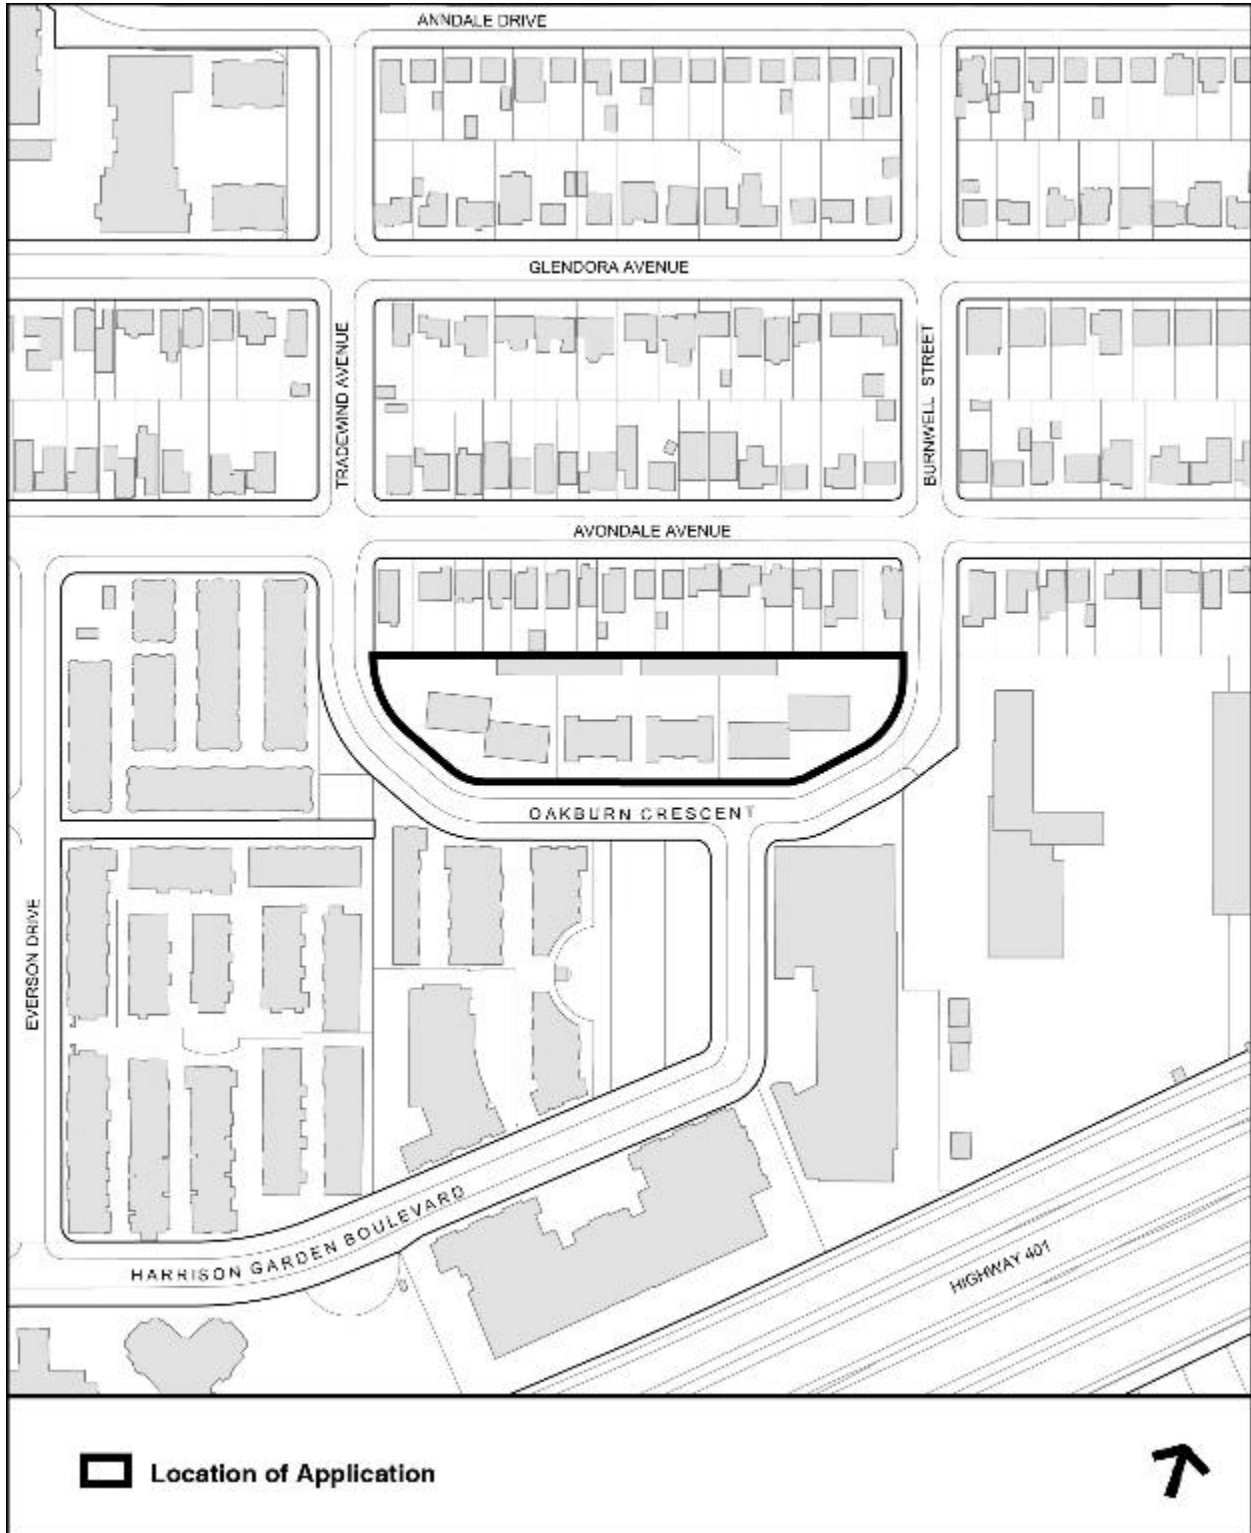 ANNDALE DRIVE
GLENDORA AVENUE
TRADEWIND AVENUE
BURNWELL STREET
AVONDALE AVENUE
OAKBURN CRESCENT
EVERSON DRIVE
HARRISON GARDEN BOULEVARD
HIGHWAY 401
Location of Application